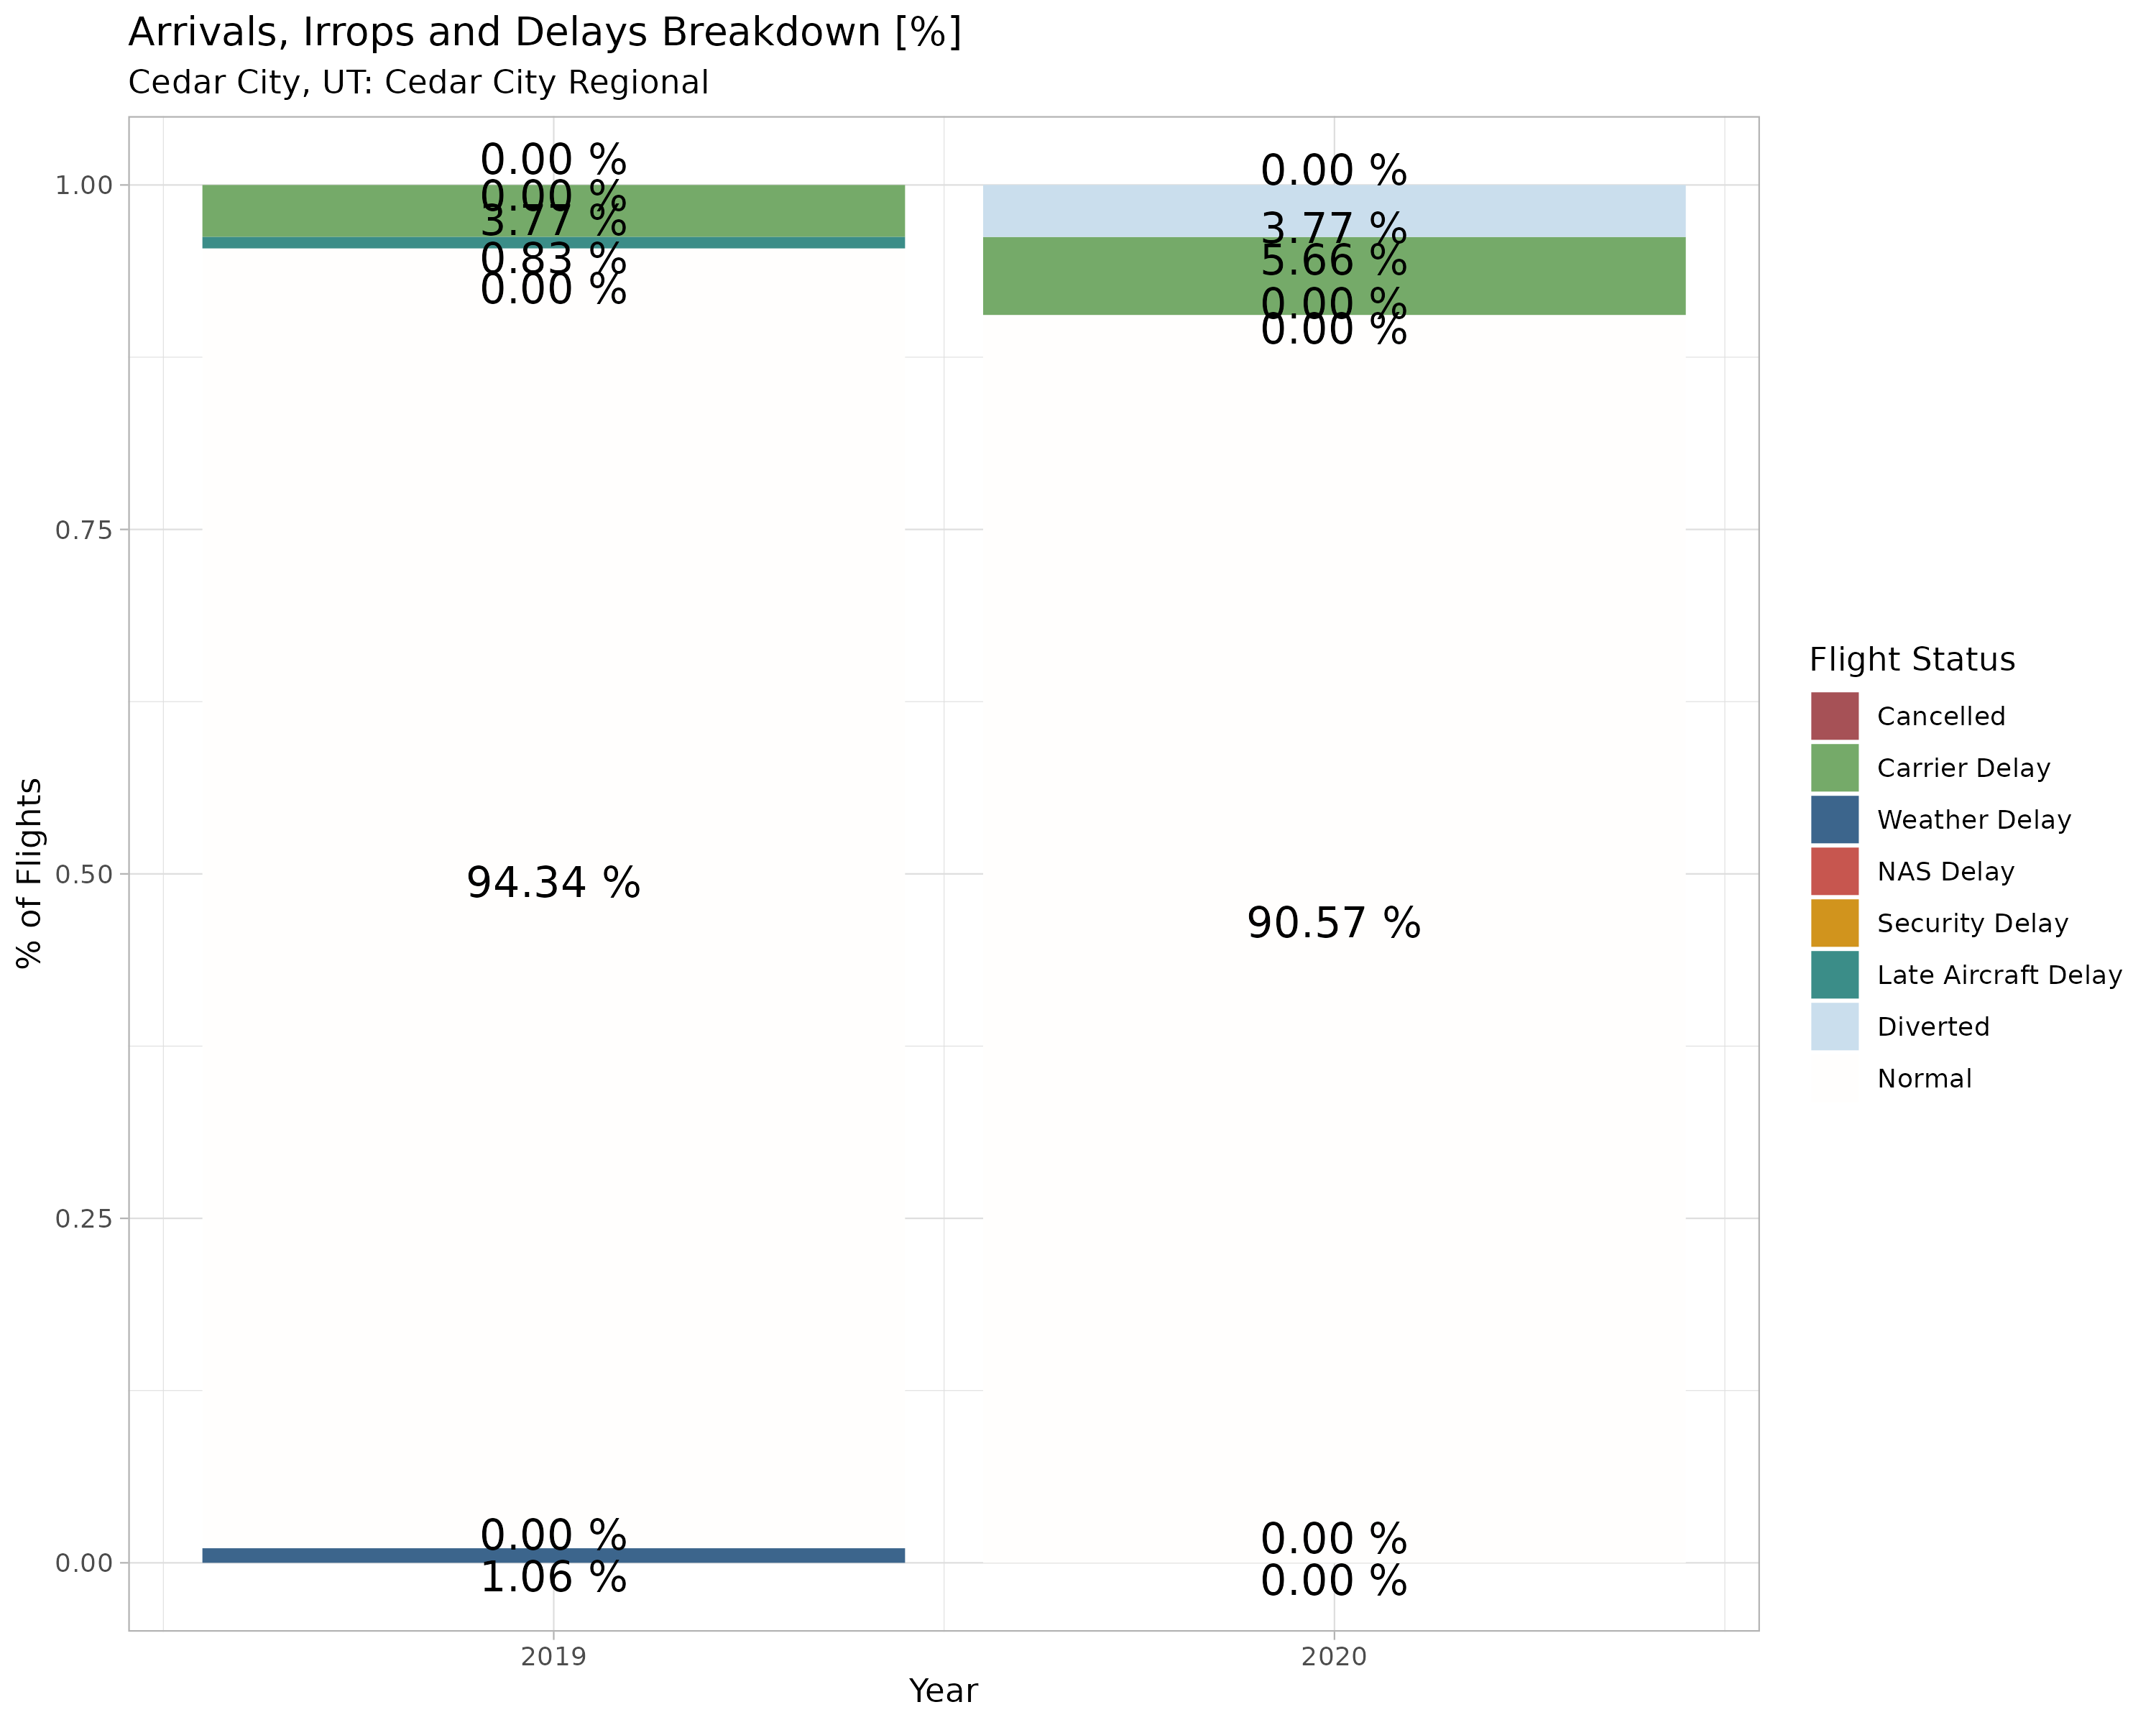 Arrivals, Irrops and Delays Breakdown [%]
Cedar City, UT: Cedar City Regional
% of Flights
1.00
0.75
0.50
0.25
0.00
0.00 %
0.00 %
3.77 %
0.83 %
0.00 %
94.34 %
0.00 %
1.06 %
0.00 %
3.77 %
5.66 %
0.00 %
0.00 %
90.57 %
0.00 %
0.00 %
2019
2020
Year
Flight Status
Cancelled
Carrier Delay
Weather Delay
NAS Delay
Security Delay
Late Aircraft Delay
Diverted
Normal